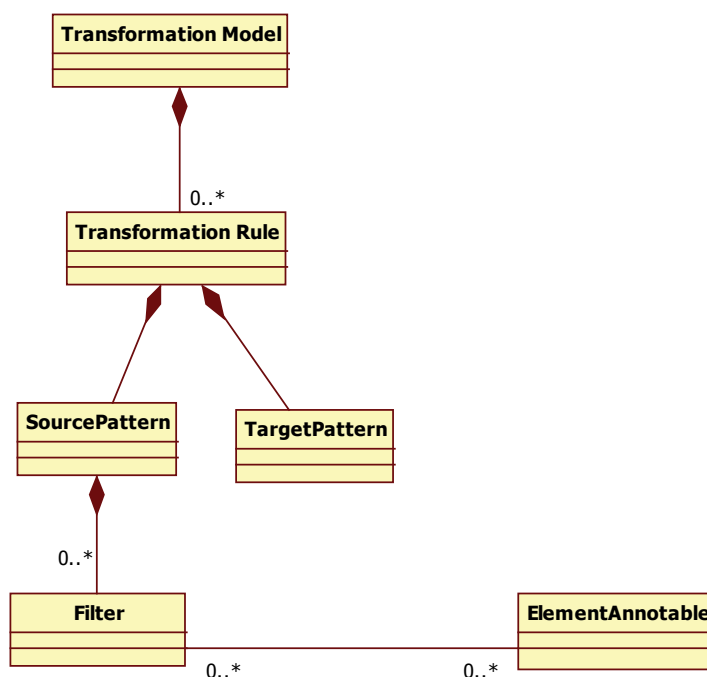 Transformation Model
0..*
Transformation Rule
SourcePattern
TargetPattern
0..*
Filter
ElementAnnotable
0..*
0..*